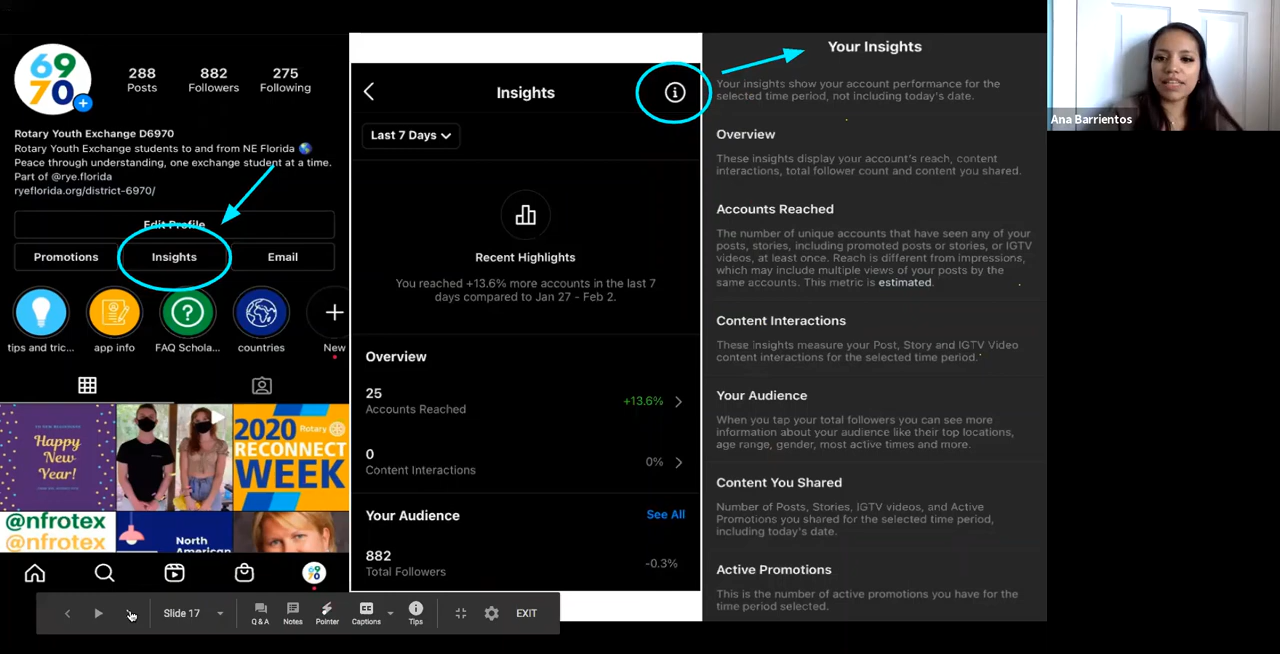 69
70
288
Posts
882
Followers
275
Following
Rotary Youth Exchange D6970
Rotary Youth Exchange students to and from NE Florida 🌎
Peace through understanding, one exchange student at a time.
Part of @rye.florida
ryeflorida.org/district-6970/
Edit Profile
Promotions
Insights
Email
tips and tric...
app info
FAQ Schola...
countries
New
Happy
New
Year!
2020 Rotary
RECONNECT
WEEK
@nfrotex
@nfrotex
North
American
Insights
Last 7 Days
Recent Highlights
You reached +13.6% more accounts in the last 7
days compared to Jan 27 - Feb 2.
Overview
25
Accounts Reached
+13.6%
0
Content Interactions
0%
Your Audience
See All
882
Total Followers
-0.3%
Your Insights
Your insights show your account performance for the
selected time period, not including today's date.
Overview
These insights display your account's reach, content
interactions, total follower count and content you shared.
Accounts Reached
The number of unique accounts that have seen any of your
posts, stories, including promoted posts or stories, or IGTV
videos, at least once. Reach is different from impressions,
which may include multiple views of your posts by the
same accounts. This metric is estimated.
Content Interactions
These insights measure your Post, Story and IGTV Video
content interactions for the selected time period.
Your Audience
When you tap your total followers you can see more
information about your audience like their top locations,
age range, gender, most active times and more.
Content You Shared
Number of Posts, Stories, IGTV videos, and Active
Promotions you shared for the selected time period,
including today's date.
Active Promotions
This is the number of active promotions you have for the
time period selected.
Ana Barrientos
Slide 17
Q & A
Notes
Pointer
Captions
Tips
EXIT